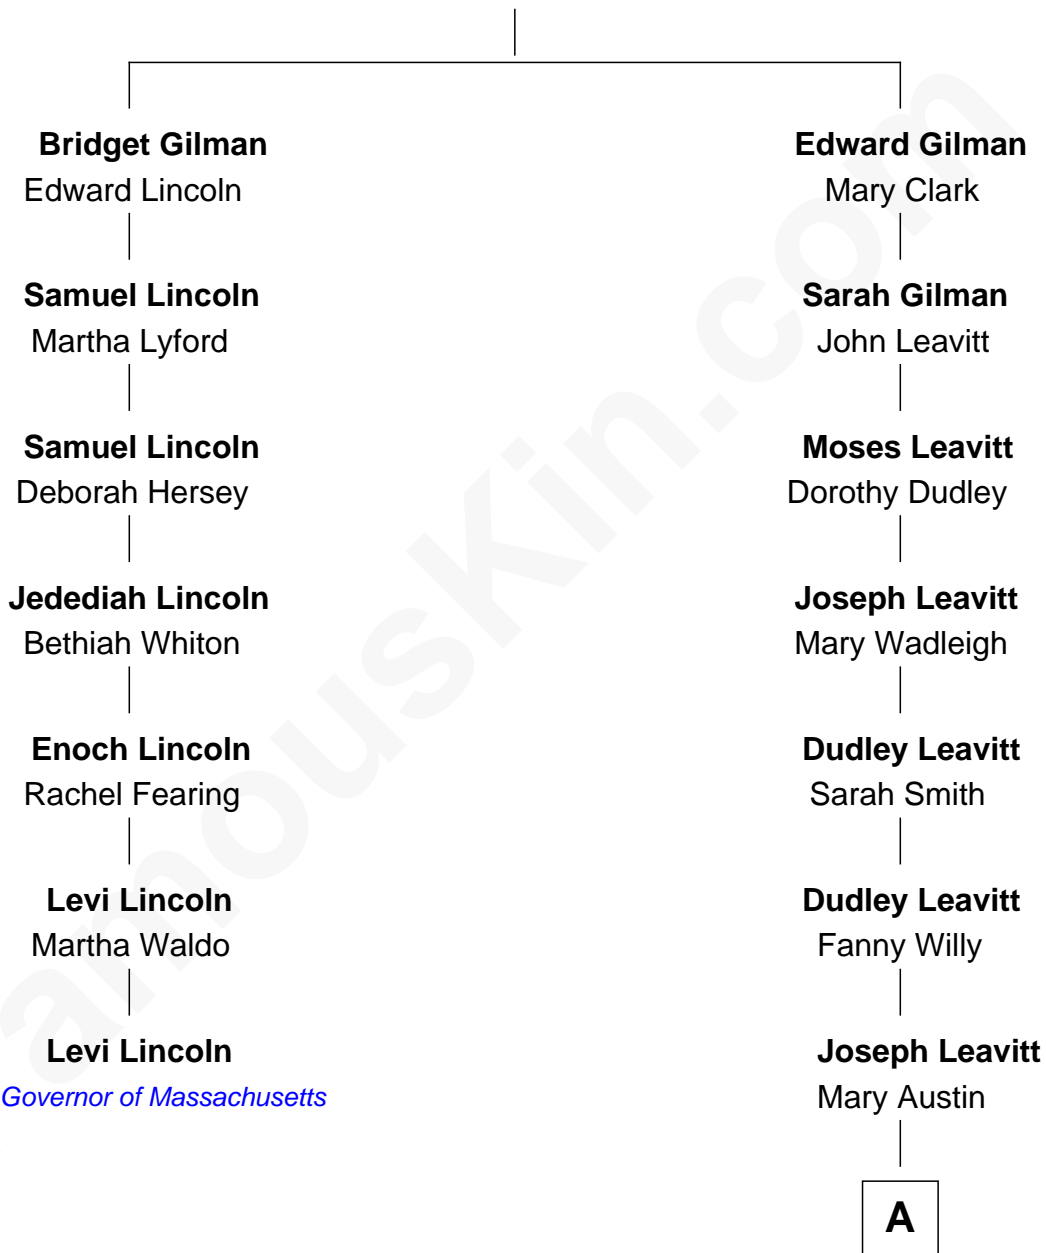 Bridget Gilman
Edward Lincoln
Edward Gilman
Mary Clark
Samuel Lincoln
Martha Lyford
Sarah Gilman
John Leavitt
Samuel Lincoln
Deborah Hersey
Moses Leavitt
Dorothy Dudley
Jedediah Lincoln
Bethiah Whiton
Joseph Leavitt
Mary Wadleigh
Enoch Lincoln
Rachel Fearing
Dudley Leavitt
Sarah Smith
Levi Lincoln
Martha Waldo
Dudley Leavitt
Fanny Willy
Levi Lincoln
Governor of Massachusetts
Joseph Leavitt
Mary Austin
A
amousKin.com